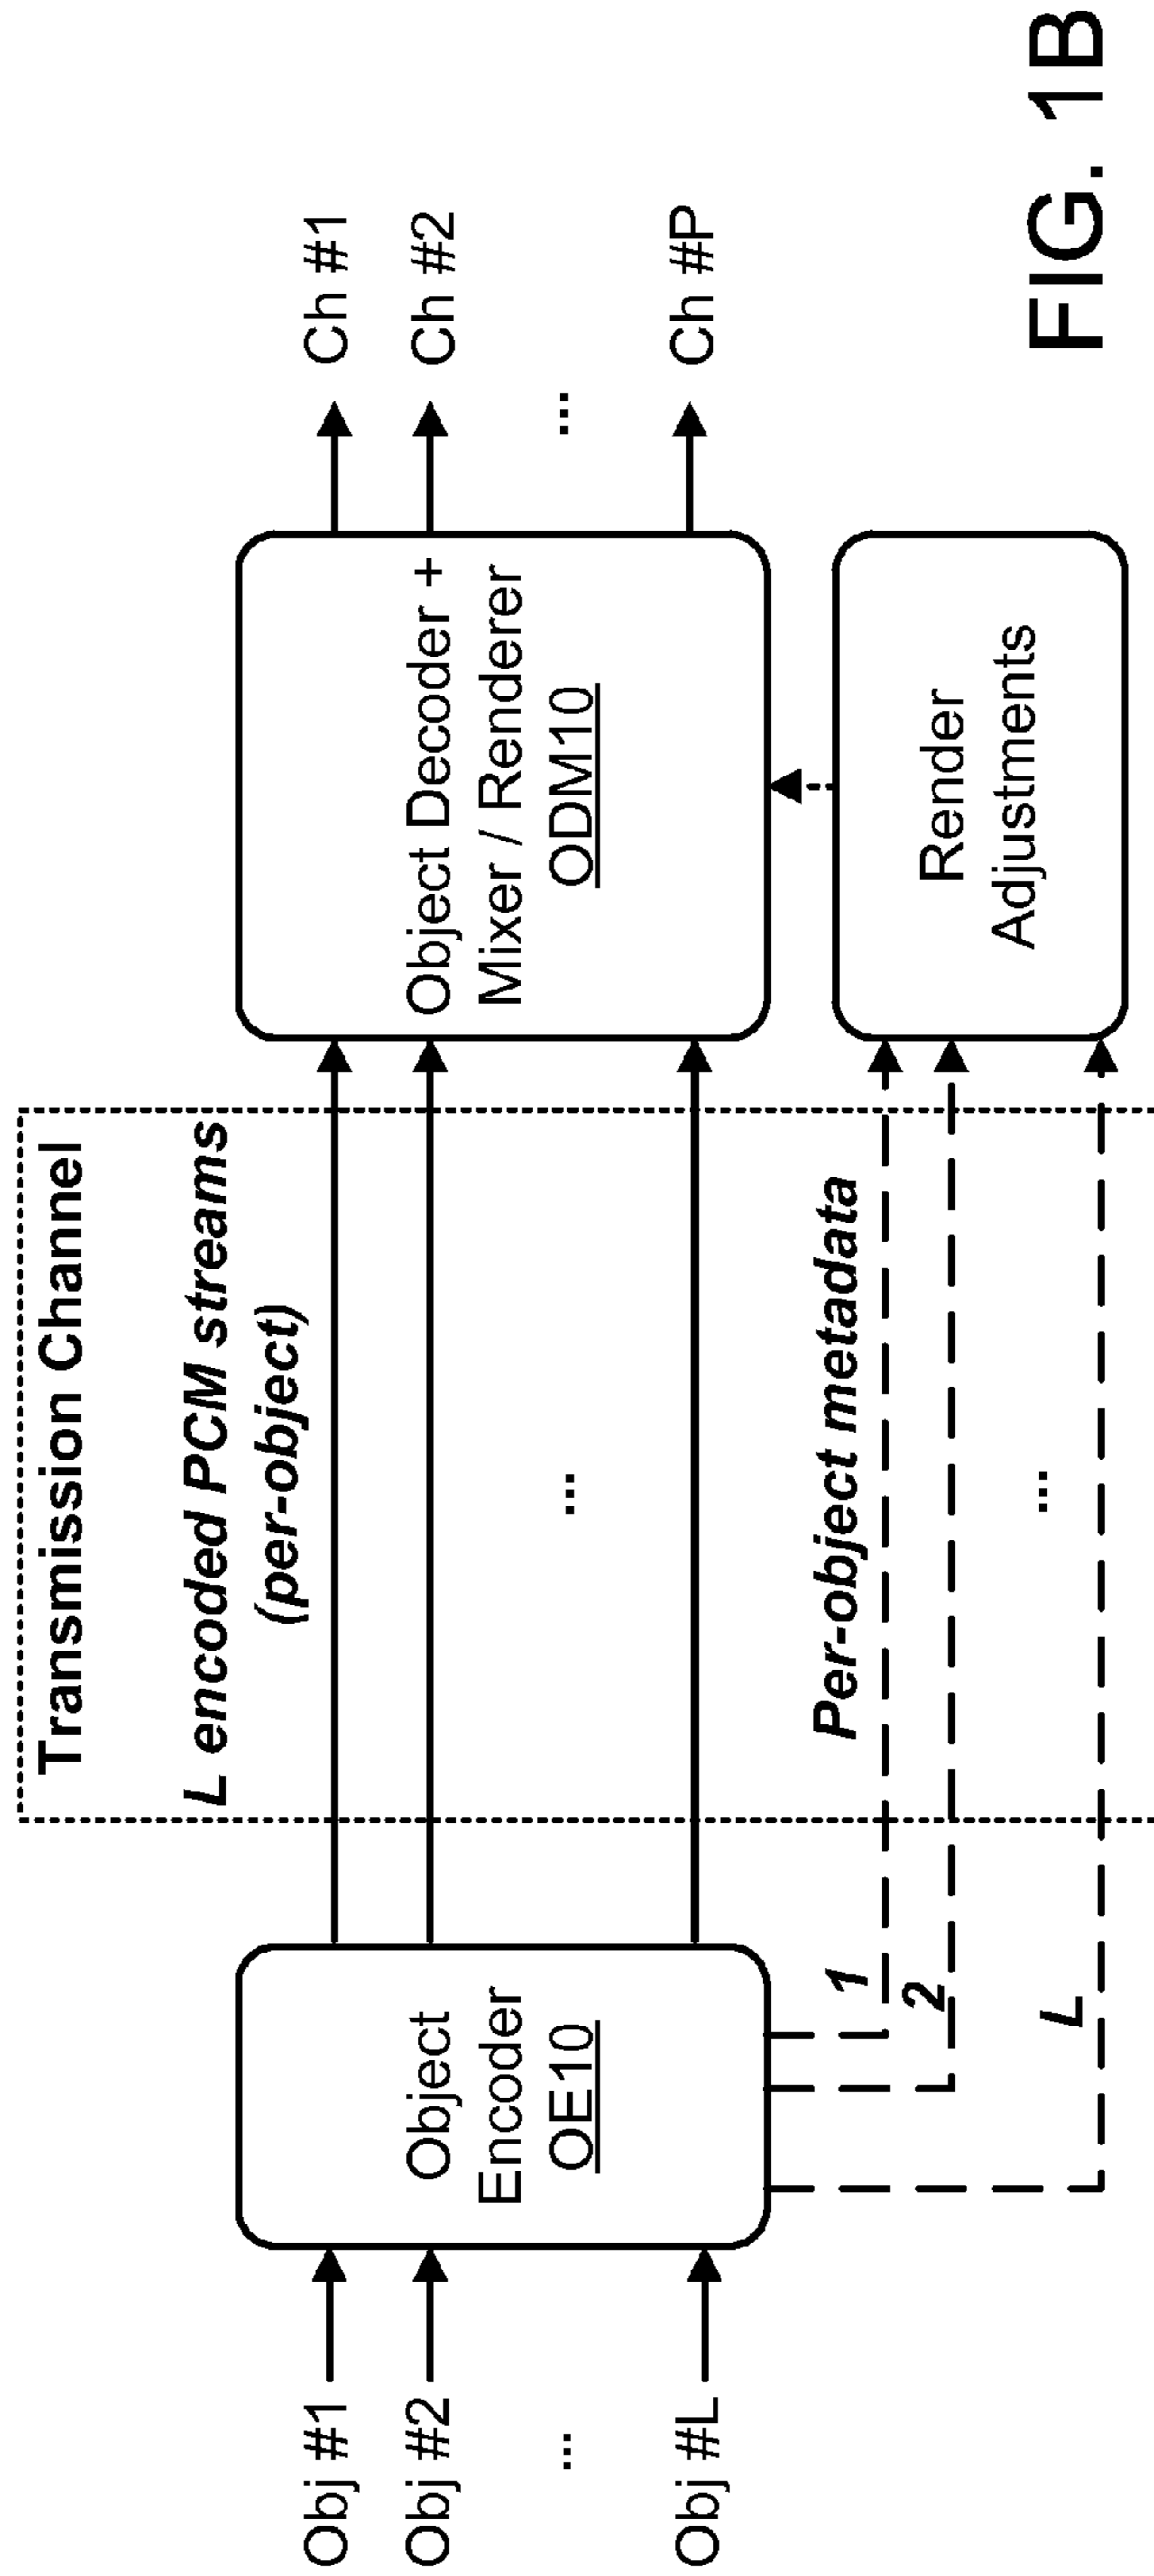 Transmission Channel
L encoded PCM streams
(per-object)
Obj #1
Obj #2
...
Obj #L
Object
Encoder
OE10
...
Object Decoder +
Mixer / Renderer
ODM10
Ch #1
Ch #2
...
Ch #P
Per-object metadata
1
2
...
L
Render
Adjustments
FIG. 1B